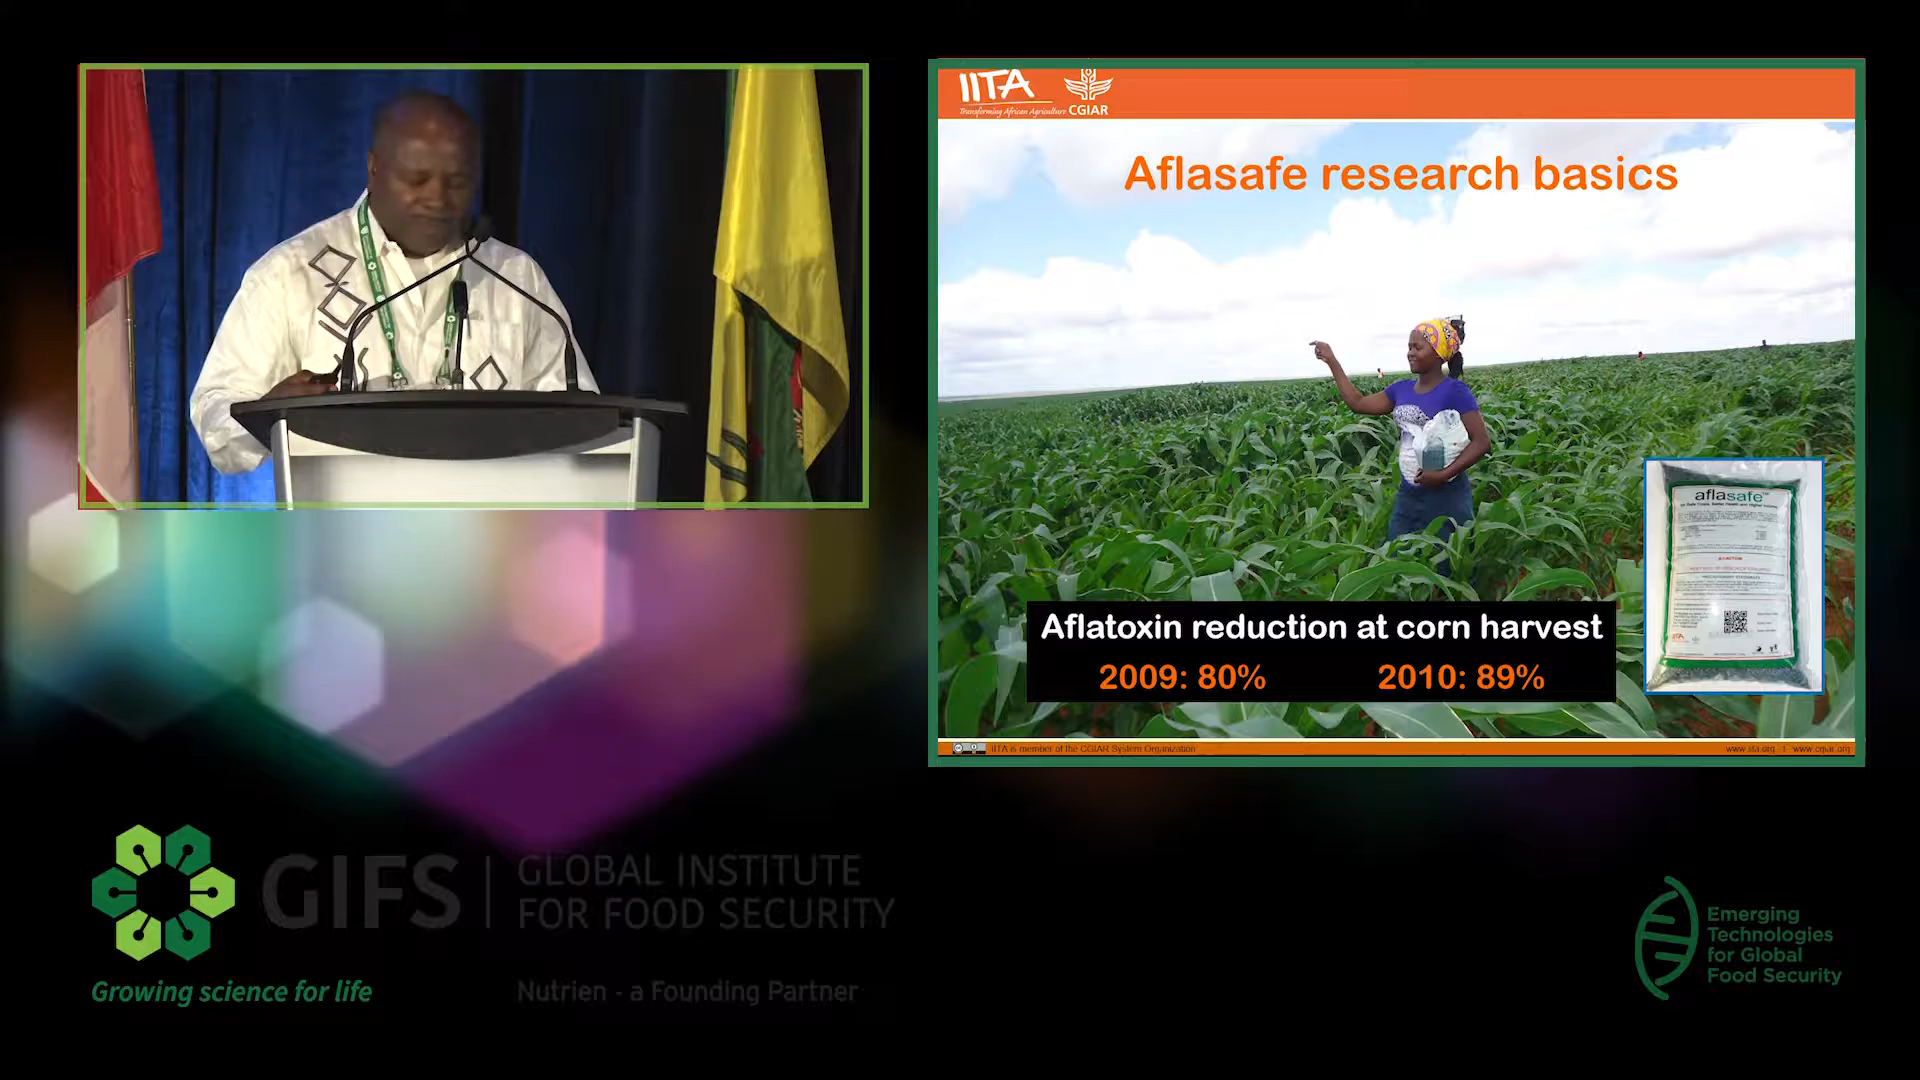 IITA
Transforming African Agriculture
CGIAR
Aflasafe research basics
aflasafe™
Aflatoxin reduction at corn harvest
2009: 80%
2010: 89%
IITA is member of the CGIAR System Organization
www.iita.org I www.cgiar.org
GIFS
GLOBAL INSTITUTE
FOR FOOD SECURITY
Growing science for life
Nutrien - a Founding Partner
Emerging
Technologies
for Global
Food Security